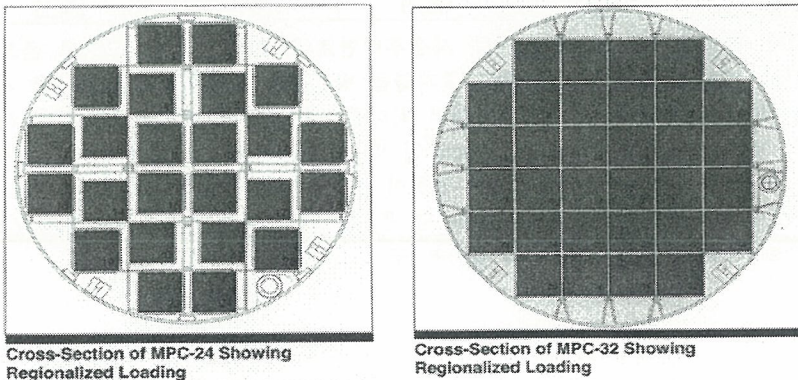 Cross-Section of MPC-24 Showing
Regionalized Loading
Cross-Section of MPC-32 Showing
Regionalized Loading